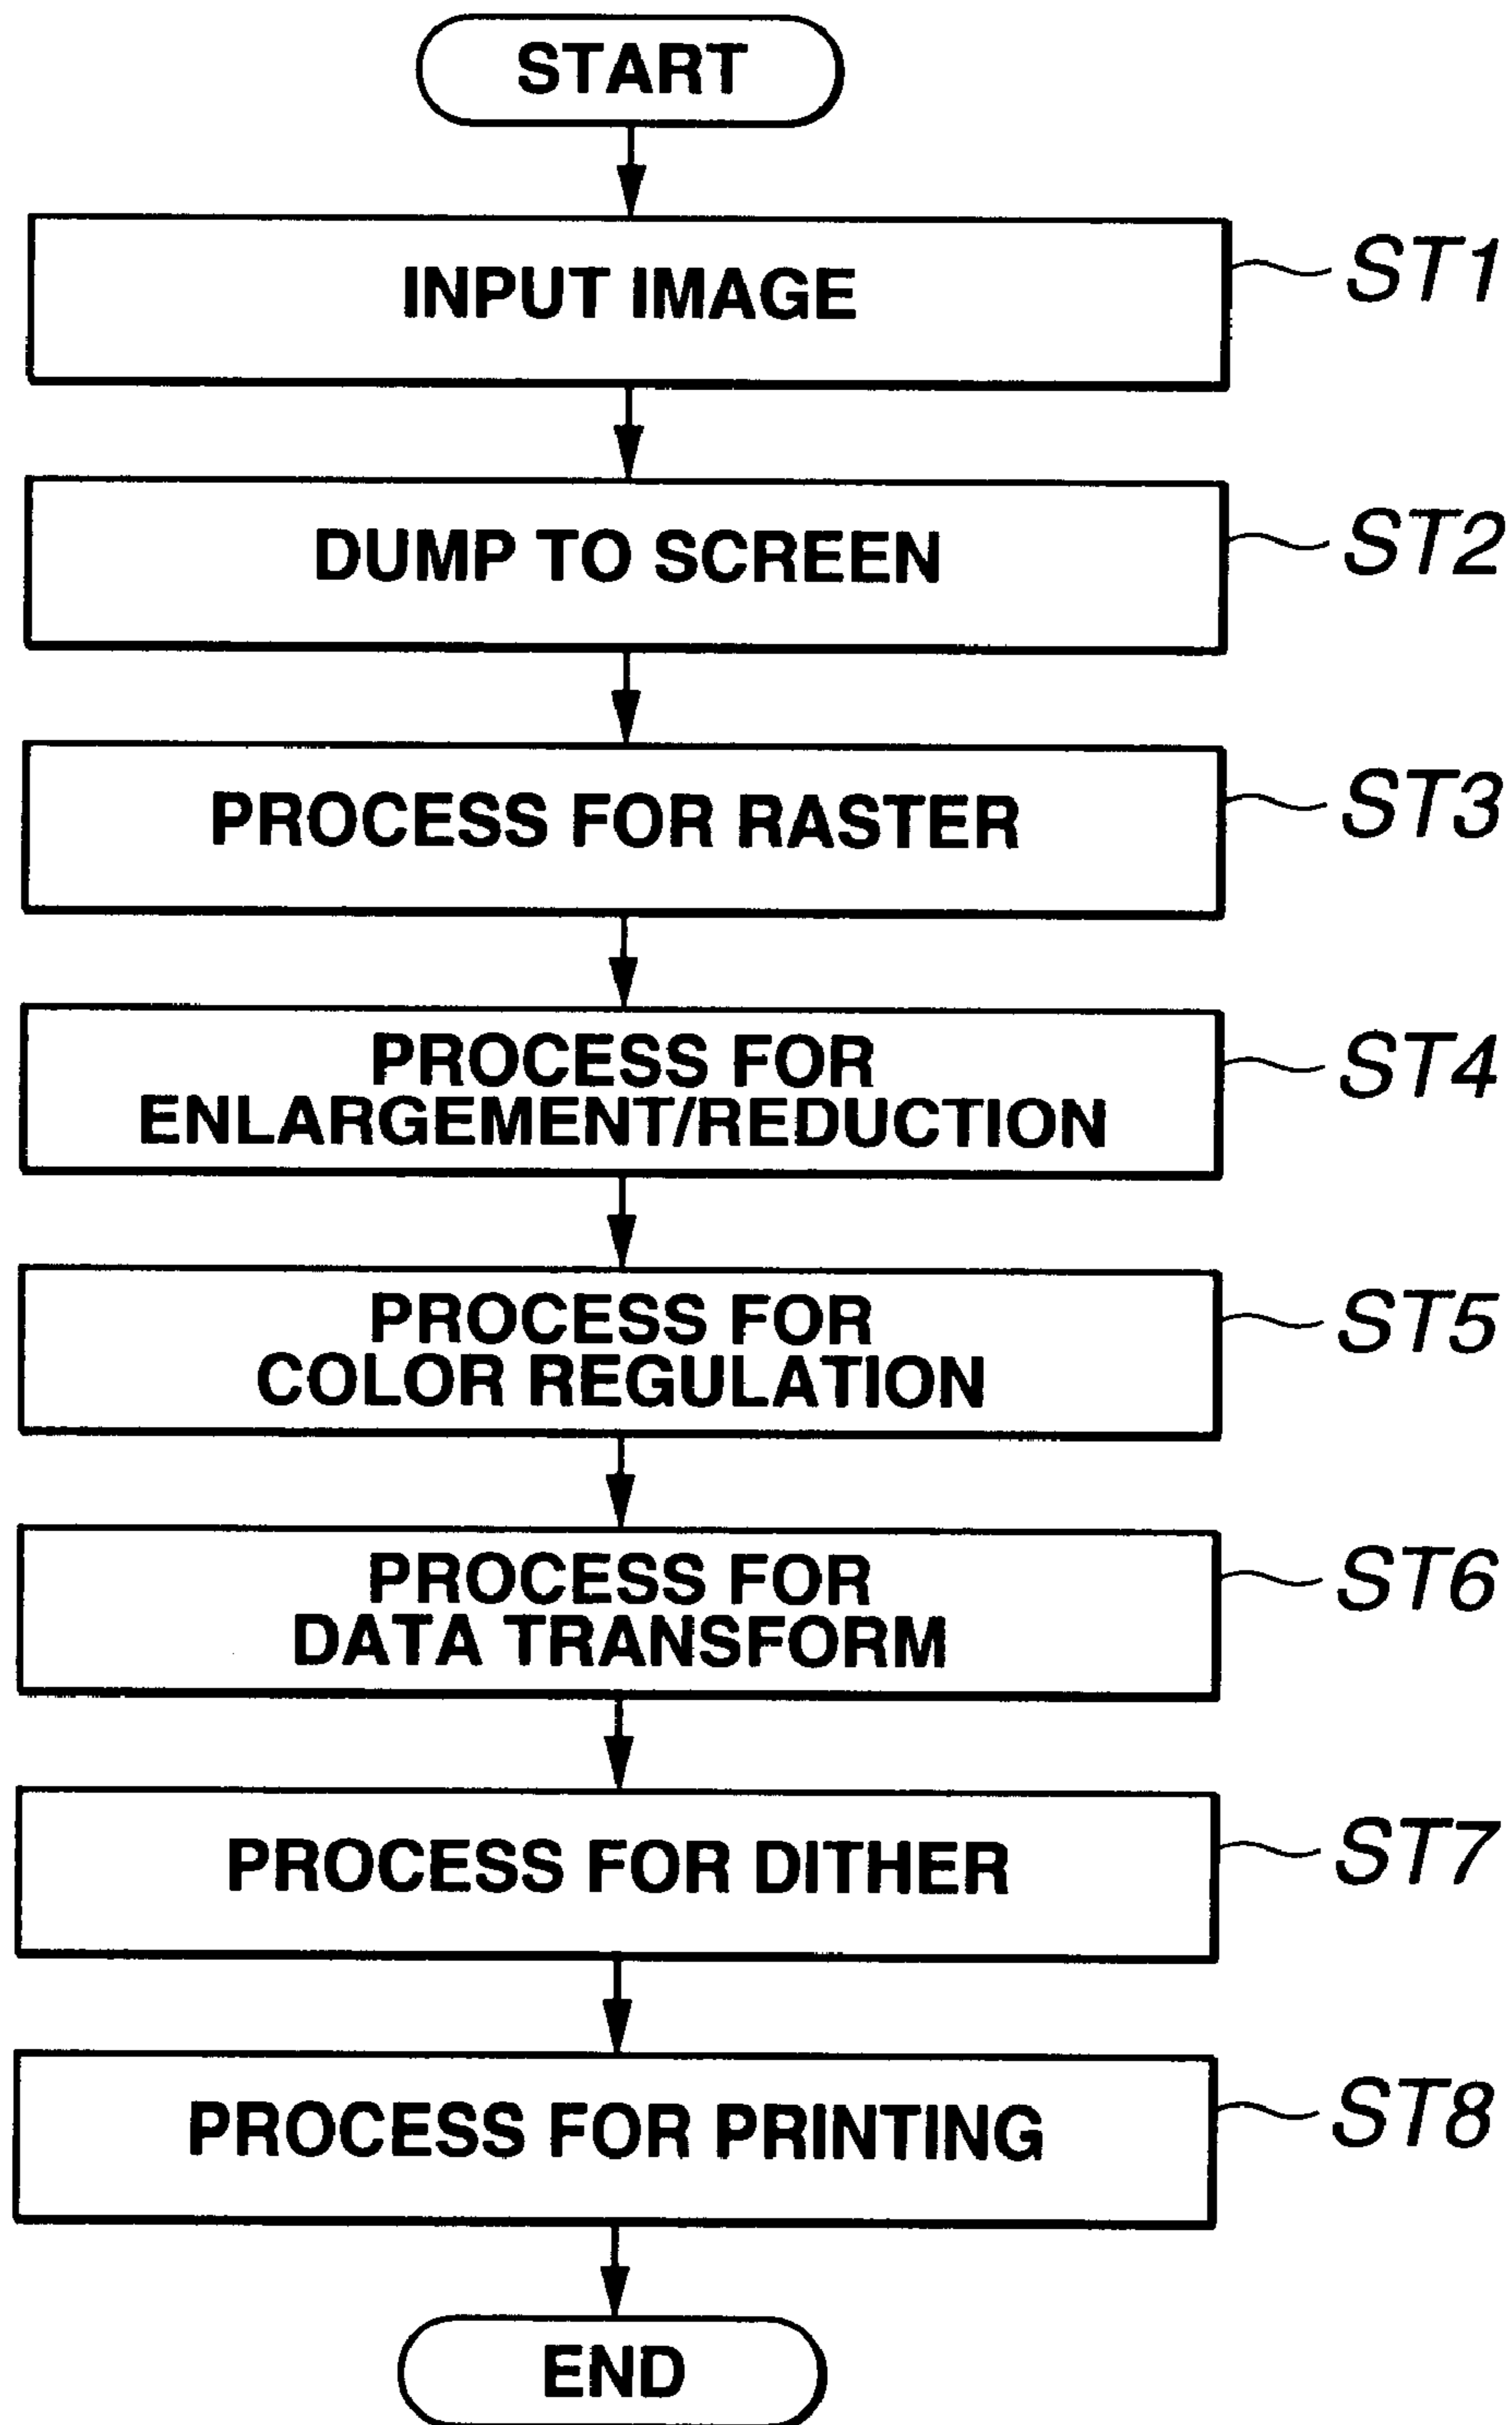 START
INPUT IMAGE
ST1
DUMP TO SCREEN
ST2
PROCESS FOR RASTER
ST3
PROCESS FOR
ENLARGEMENT/REDUCTION
ST4
PROCESS FOR
COLOR REGULATION
ST5
PROCESS FOR
DATA TRANSFORM
ST6
PROCESS FOR DITHER
ST7
PROCESS FOR PRINTING
ST8
END